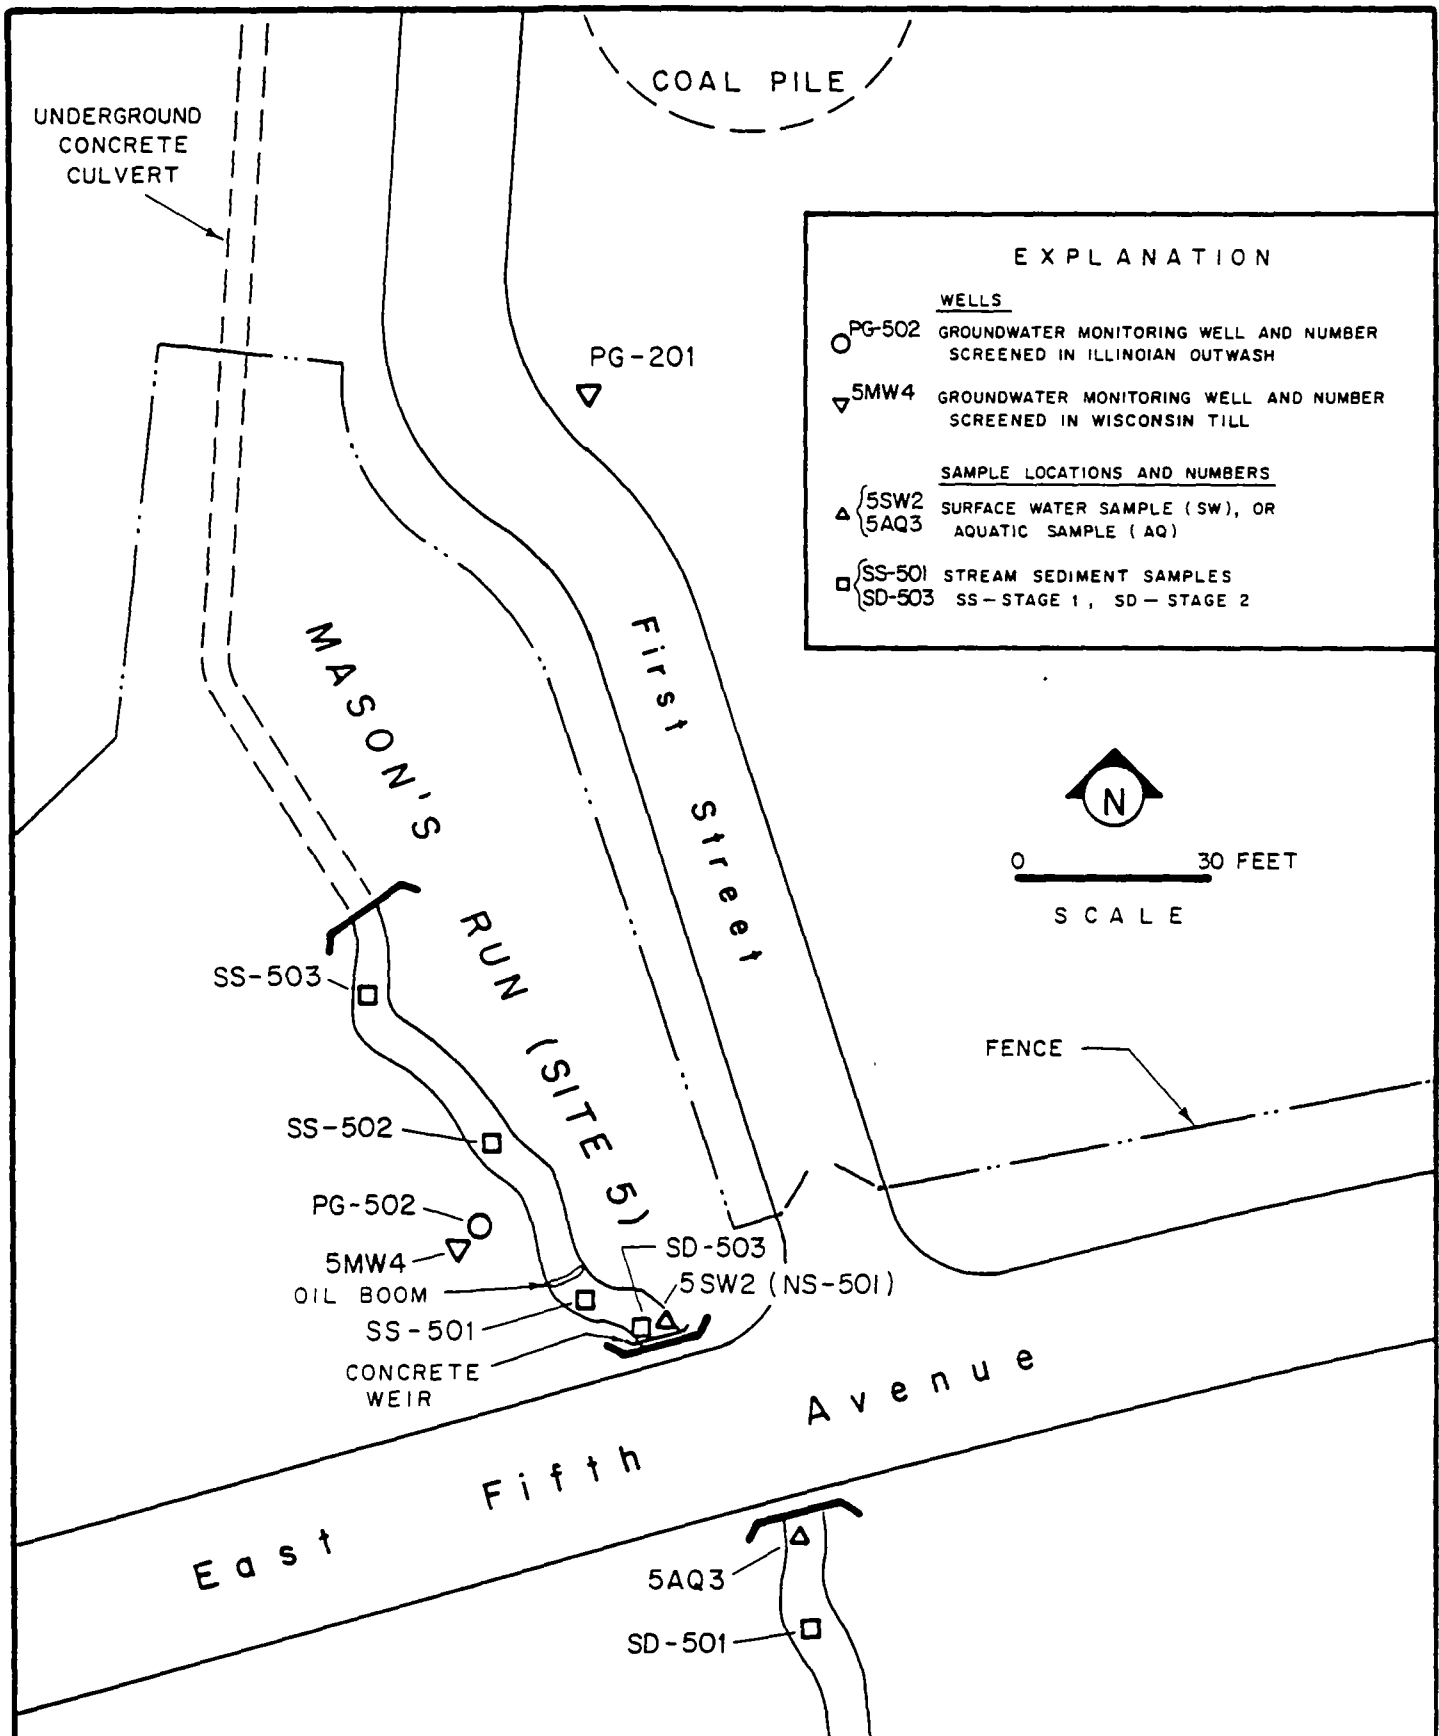 COAL PILE
UNDERGROUND
CONCRETE
CULVERT
EXPLANATION
WELLS
PG-502 GROUNDWATER MONITORING WELL AND NUMBER
SCREENED IN ILLINOIAN OUTWASH
5MW4 GROUNDWATER MONITORING WELL AND NUMBER
SCREENED IN WISCONSIN TILL
SAMPLE LOCATIONS AND NUMBERS
5SW2 SURFACE WATER SAMPLE (SW), OR
5AQ3 AQUATIC SAMPLE (AQ)
SS-501 STREAM SEDIMENT SAMPLES
SD-503 SS-STAGE 1, SD-STAGE 2
PG-201
First Street
MASON'S RUN (SITE 5)
N
0 30 FEET
SCALE
SS-503
FENCE
SS-502
PG-502
5MW4
SD-503
OIL BOOM
5SW2 (NS-501)
SS-501
CONCRETE
WEIR
East Fifth Avenue
5AQ3
SD-501